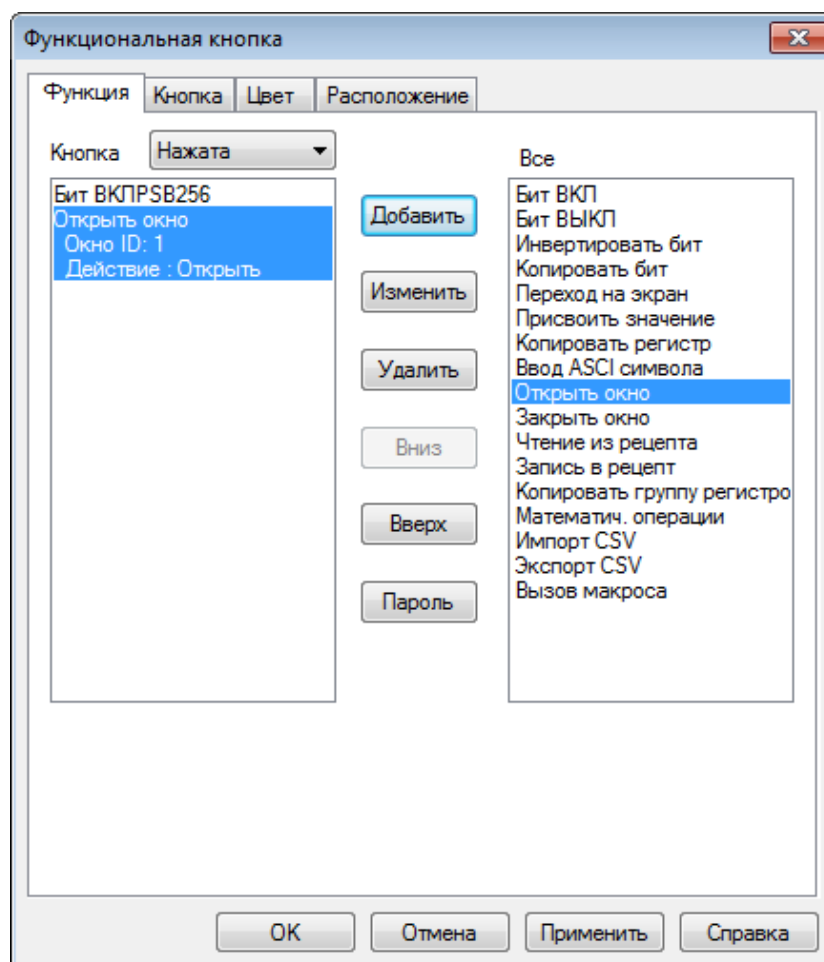 Функциональная кнопка
Функция Кнопка Цвет Расположение
Кнопка Нажата
Все
Бит ВКЛPSB256
Открыть окно
Окно ID: 1
Действие : Открыть
Добавить
Изменить
Удалить
Вниз
Вверх
Пароль
Бит ВКЛ
Бит ВЫКЛ
Инвертировать бит
Копировать бит
Переход на экран
Присвоить значение
Копировать регистр
Ввод ASCI символа
Открыть окно
Закрыть окно
Чтение из рецепта
Запись в рецепт
Копировать группу регистро
Математич. операции
Импорт CSV
Экспорт CSV
Вызов макроса
OK Отмена Применить Справка